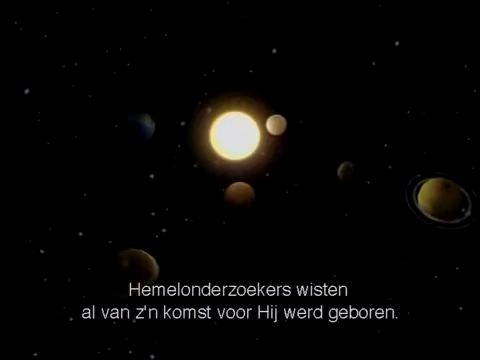 Hemelonderzoekers wisten
al van z'n komst voor Hij werd geboren.